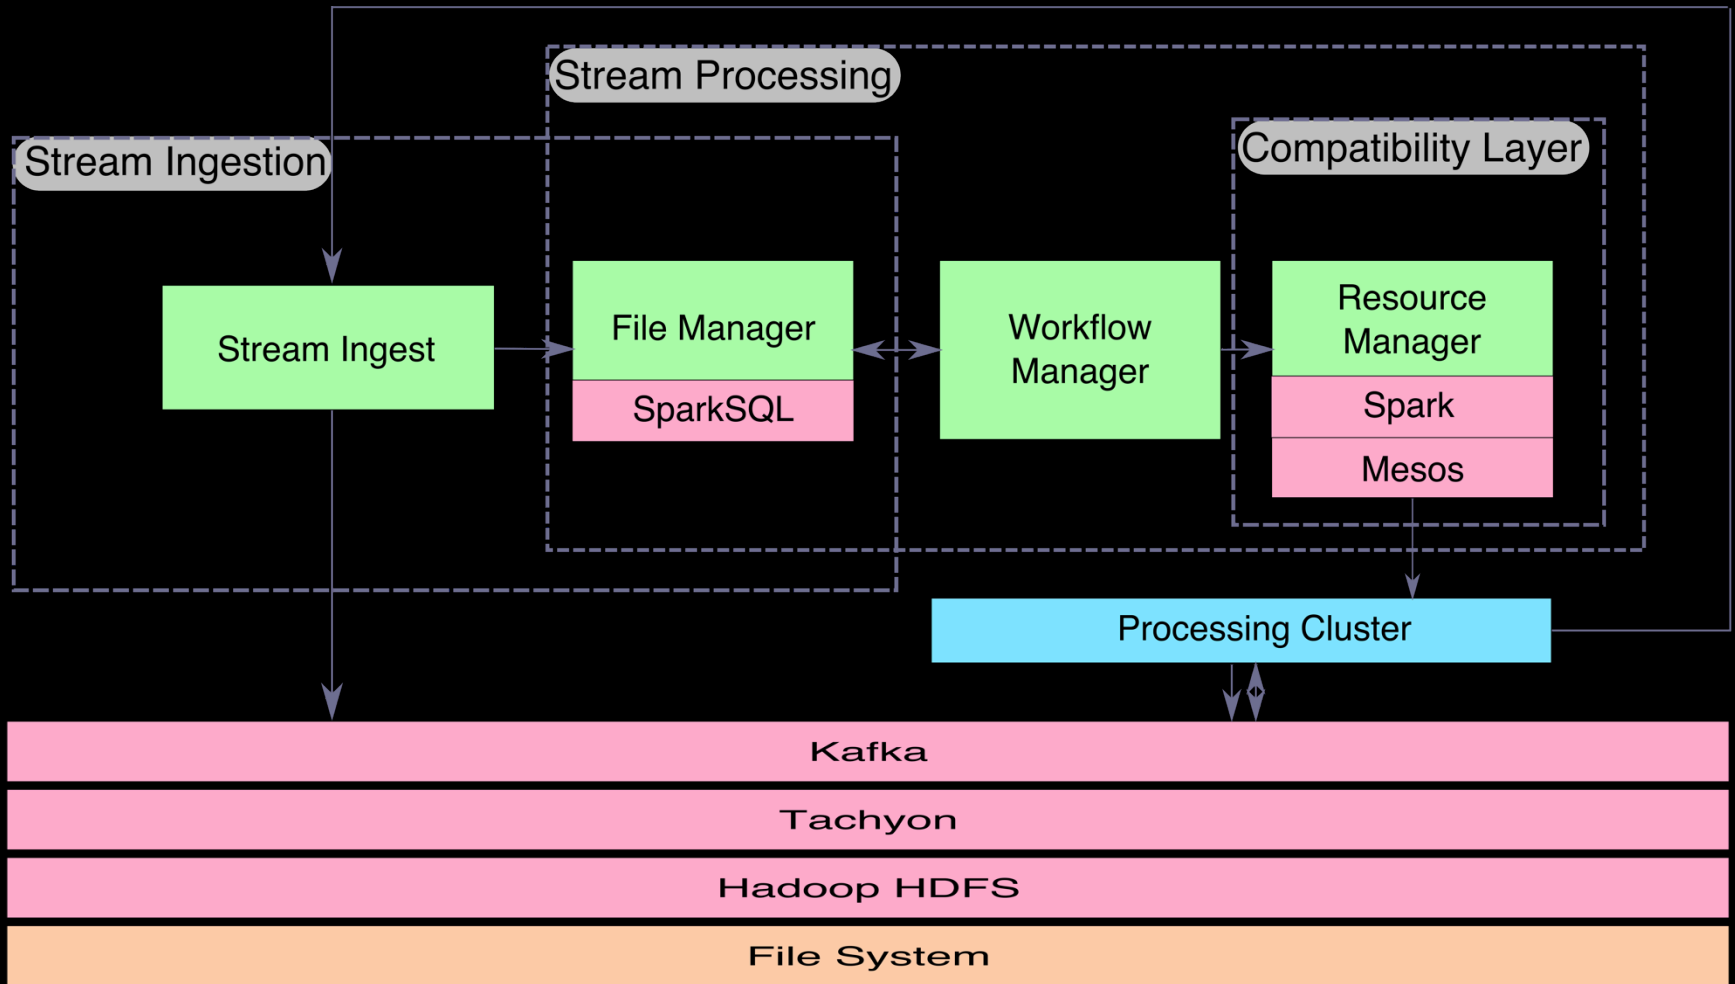 Stream Processing
Stream Ingestion
Compatibility Layer
Stream Ingest
File Manager
SparkSQL
Workflow
Manager
Resource
Manager
Spark
Mesos
Processing Cluster
Kafka
Tachyon
Hadoop HDFS
File System